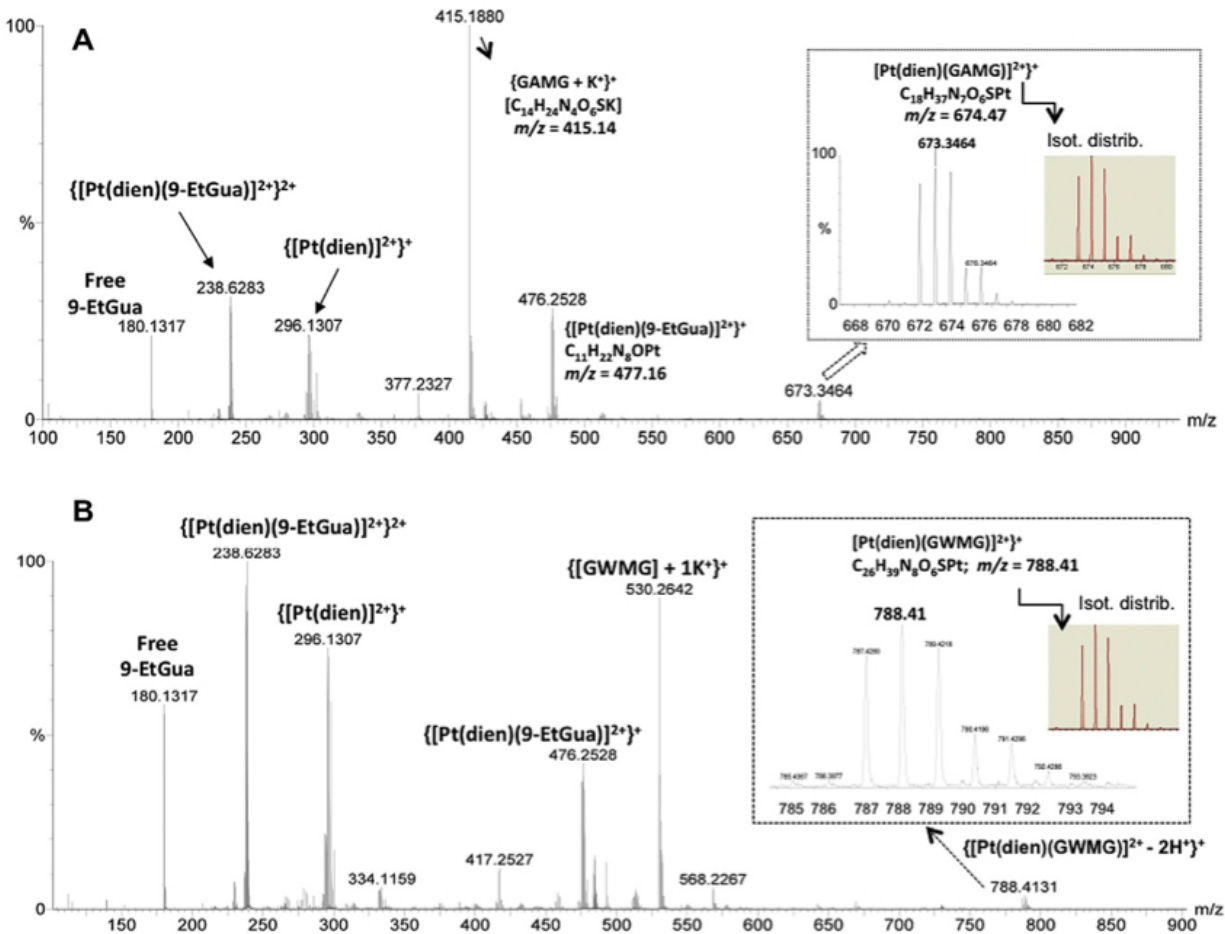 A
100
415.1880
{GAMG + K⁺}⁺
[C₁₄H₂₄N₄O₆SK]
m/z = 415.14
{[Pt(dien)(9-EtGua)]²⁺}²⁺
{[Pt(dien)]²⁺}⁺
%
Free
9-EtGua
238.6283
180.1317
296.1307
476.2528
{[Pt(dien)(9-EtGua)]²⁺}⁺
C₁₁H₂₂N₈OPt
m/z = 477.16
377.2327
673.3464
0
100 150 200 250 300 350 400 450 500 550 600 650 700 750 800 850 900
m/z
[Pt(dien)(GAMG)]²⁺}⁺
C₁₈H₃₇N₇O₆SPt
m/z = 674.47
Isot. distrib.
100
673.3464
%
676.3464
0
672 674 676 678 680
668 670 672 674 676 678 680 682
B
{[Pt(dien)(9-EtGua)]²⁺}²⁺
100
238.6283
{[GWMG] + 1K⁺}⁺
530.2642
{[Pt(dien)]²⁺}⁺
296.1307
Free
9-EtGua
180.1317
%
{[Pt(dien)(9-EtGua)]²⁺}⁺
476.2528
334.1159
417.2527
568.2267
0
150 200 250 300 350 400 450 500 550 600 650 700 750 800 850 900
m/z
[Pt(dien)(GWMG)]²⁺}⁺
C₂₆H₃₉N₈O₆SPt; m/z = 788.41
Isot. distrib.
788.41
785 786 787 788 789 790 791 792 793 794
{[Pt(dien)(GWMG)]²⁺ - 2H⁺}⁺
788.4131